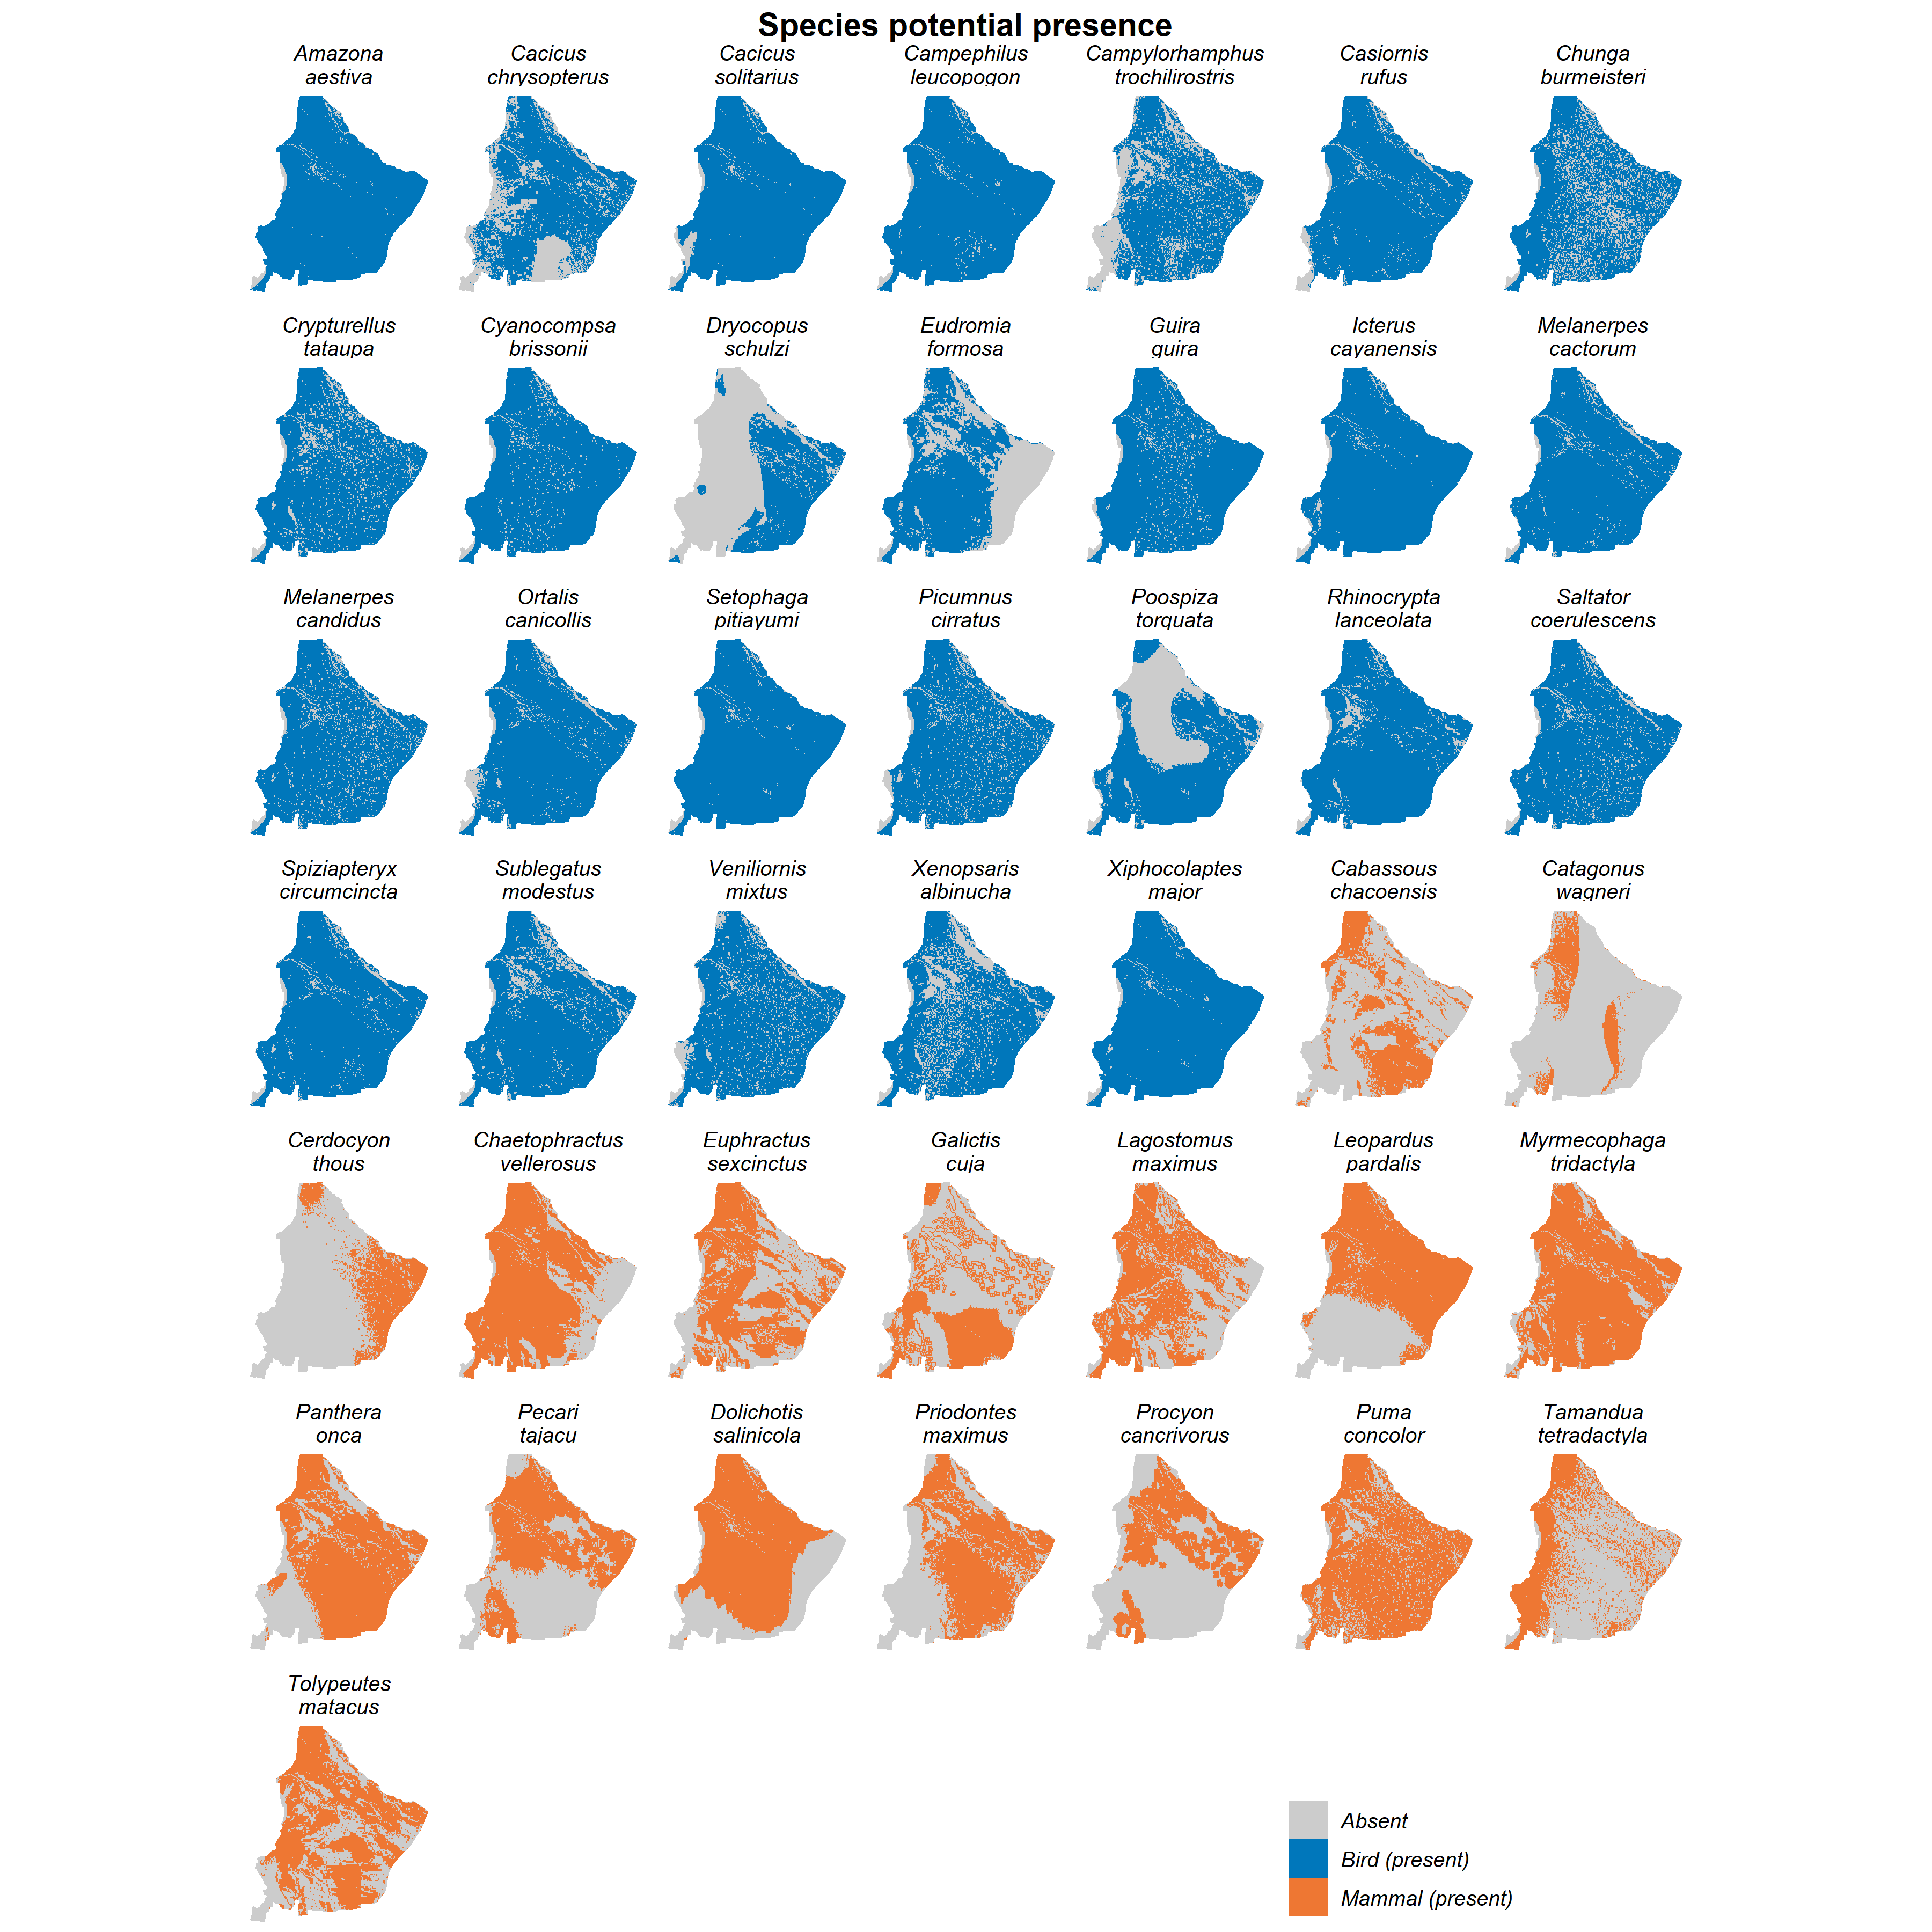 Species potential presence
Amazona
aestiva
Cacicus
chrysopterus
Cacicus
solitarius
Campephilus
leucopogon
Campylorhamphus
trochilirostris
Casiornis
rufus
Chunga
burmeisteri
Crypturellus
tataupa
Cyanocompsa
brissonii
Dryocopus
schulzi
Eudromia
formosa
Guira
guira
Icterus
cayanensis
Melanerpes
cactorum
Melanerpes
candidus
Ortalis
canicollis
Setophaga
pitiayumi
Picumnus
cirratus
Poospiza
torquata
Rhinocrypta
lanceolata
Saltator
coerulescens
Spiziapteryx
circumcincta
Sublegatus
modestus
Veniliornis
mixtus
Xenopsaris
albinucha
Xiphocolaptes
major
Cabassous
chacoensis
Catagonus
wagneri
Cerdocyon
thous
Chaetophractus
vellerosus
Euphractus
sexcinctus
Galictis
cuja
Lagostomus
maximus
Leopardus
pardalis
Myrmecophaga
tridactyla
Panthera
onca
Pecari
tajacu
Dolichotis
salinicola
Priodontes
maximus
Procyon
cancrivorus
Puma
concolor
Tamandua
tetradactyla
Tolypeutes
matacus
Absent
Bird (present)
Mammal (present)